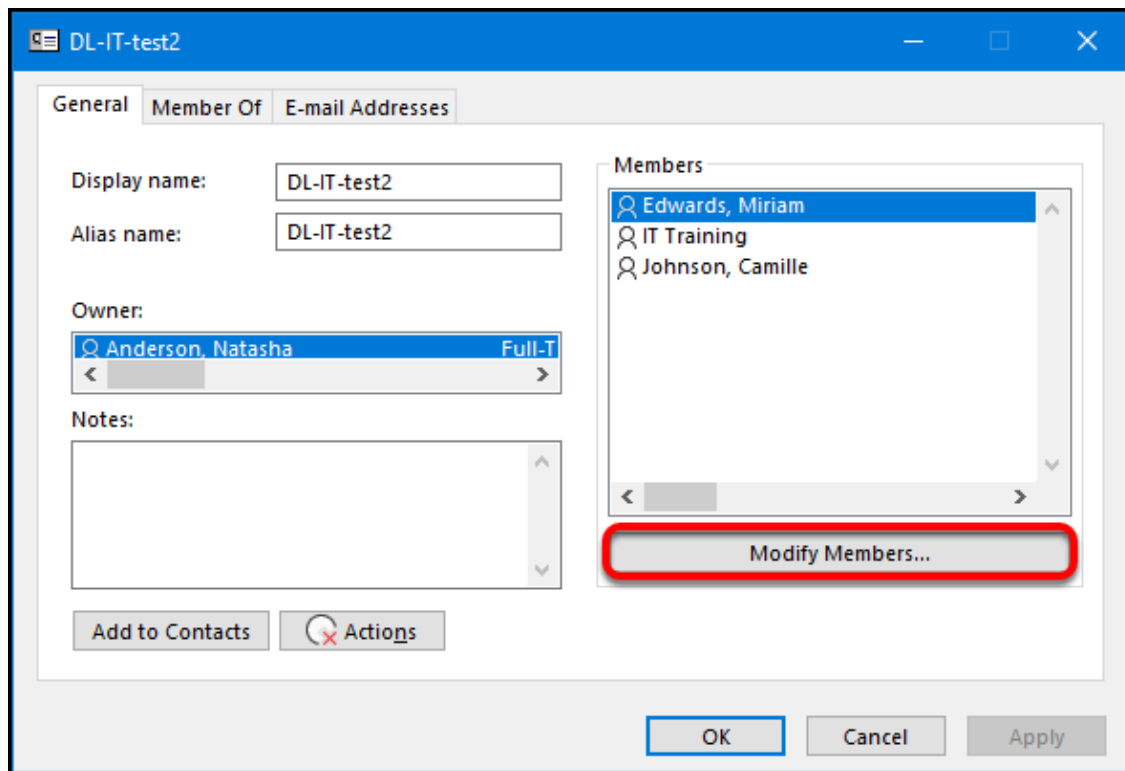 DL-IT-test2
General Member Of E-mail Addresses
Display name: DL-IT-test2
Alias name: DL-IT-test2
Owner:
Anderson, Natasha Full-T
Notes:
Add to Contacts Actions
Members
Edwards, Miriam
IT Training
Johnson, Camille
Modify Members...
OK Cancel Apply